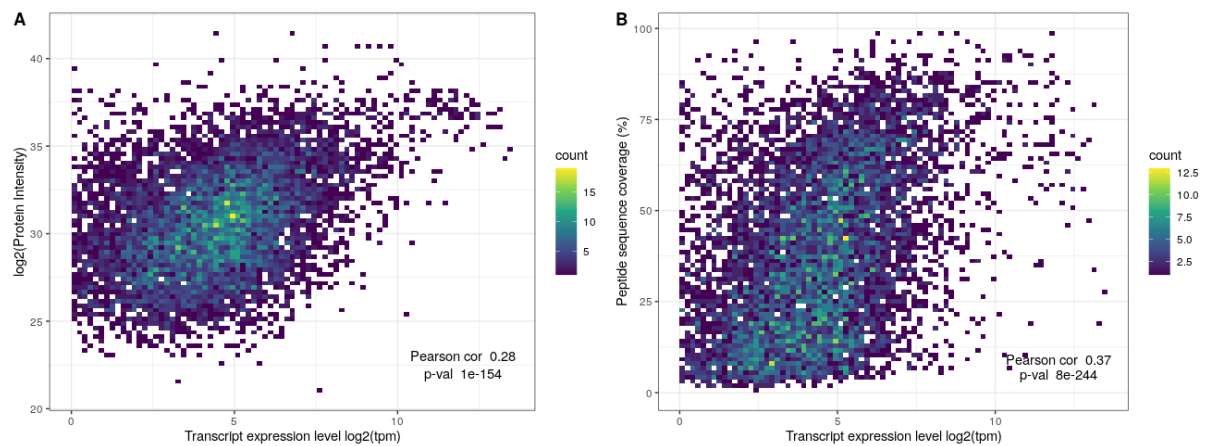 A
40
35
30
25
20
log2(Protein Intensity)
0
5
10
Transcript expression level log2(tpm)
Pearson cor 0.28
p-val 1e-154
count
15
10
5
B
100
75
50
25
0
Peptide sequence coverage (%)
0
5
10
Transcript expression level log2(tpm)
Pearson cor 0.37
p-val 8e-244
count
12.5
10.0
7.5
5.0
2.5